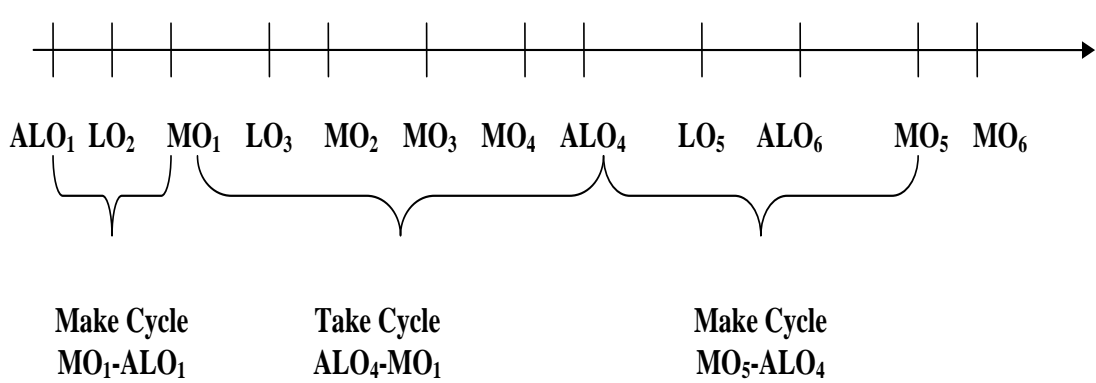 ALO₁ LO₂ MO₁ LO₃ MO₂ MO₃ MO₄ ALO₄ LO₅ ALO₆ MO₅ MO₆
Make Cycle Take Cycle Make Cycle
MO₁-ALO₁ ALO₄-MO₁ MO₅-ALO₄